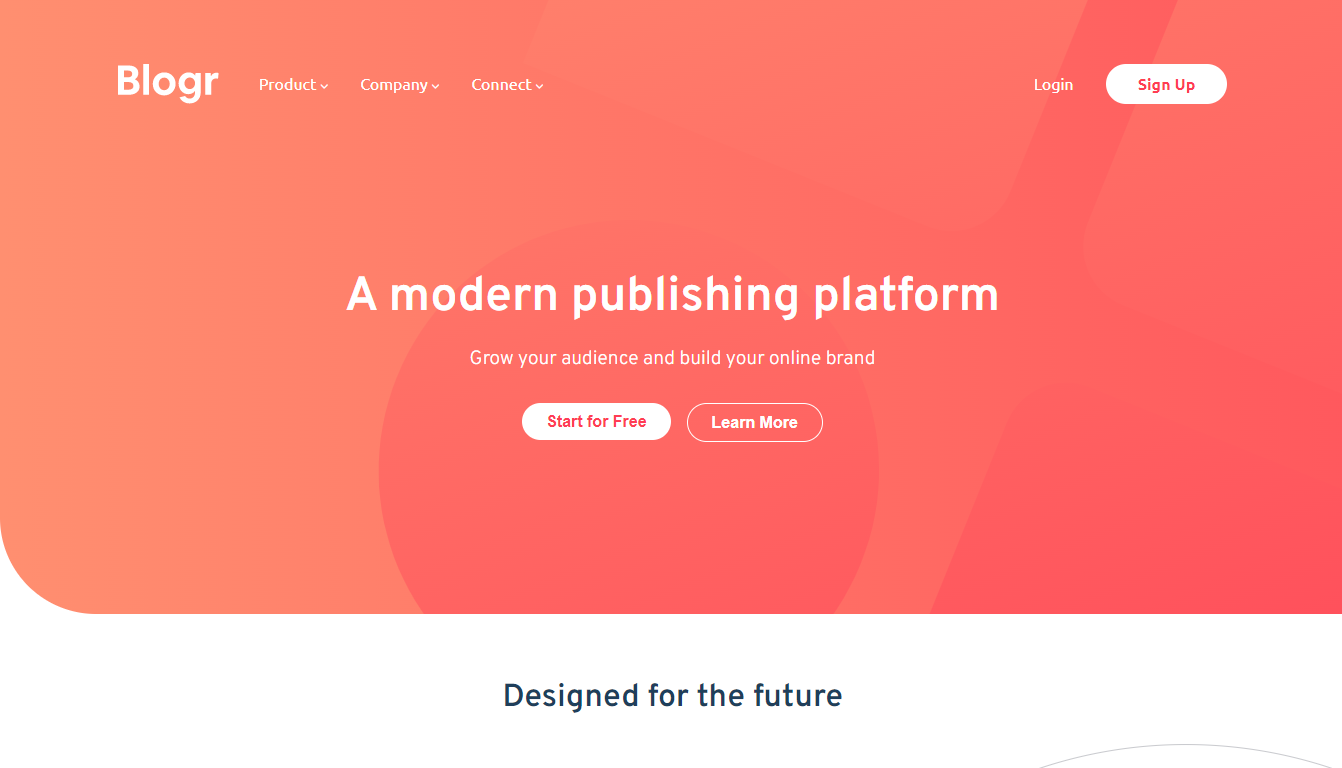 Blogr
Product
Company
Connect
Login
Sign Up
A modern publishing platform
Grow your audience and build your online brand
Start for Free
Learn More
Designed for the future